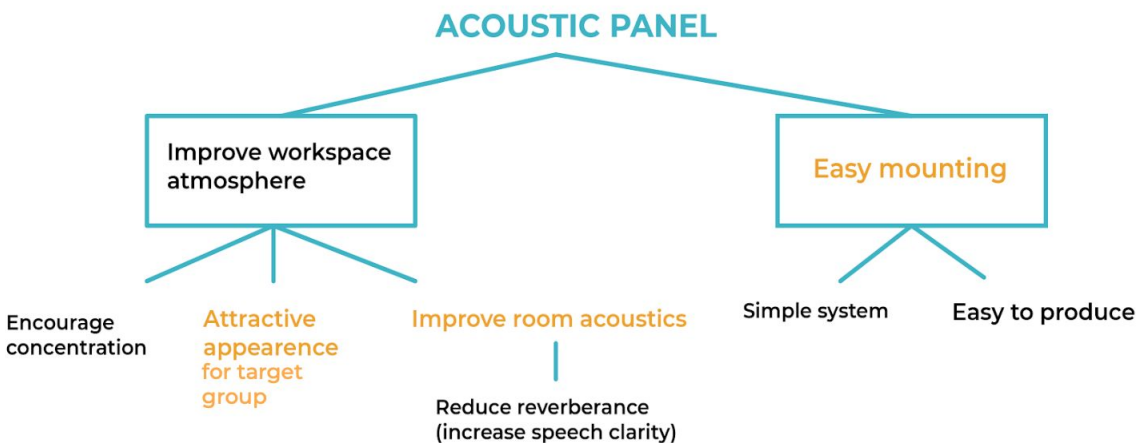 ACOUSTIC PANEL
Improve workspace
atmosphere
Easy mounting
Encourage
concentration
Attractive
appearence
for target
group
Improve room acoustics
Simple system
Easy to produce
Reduce reverberance
(increase speech clarity)